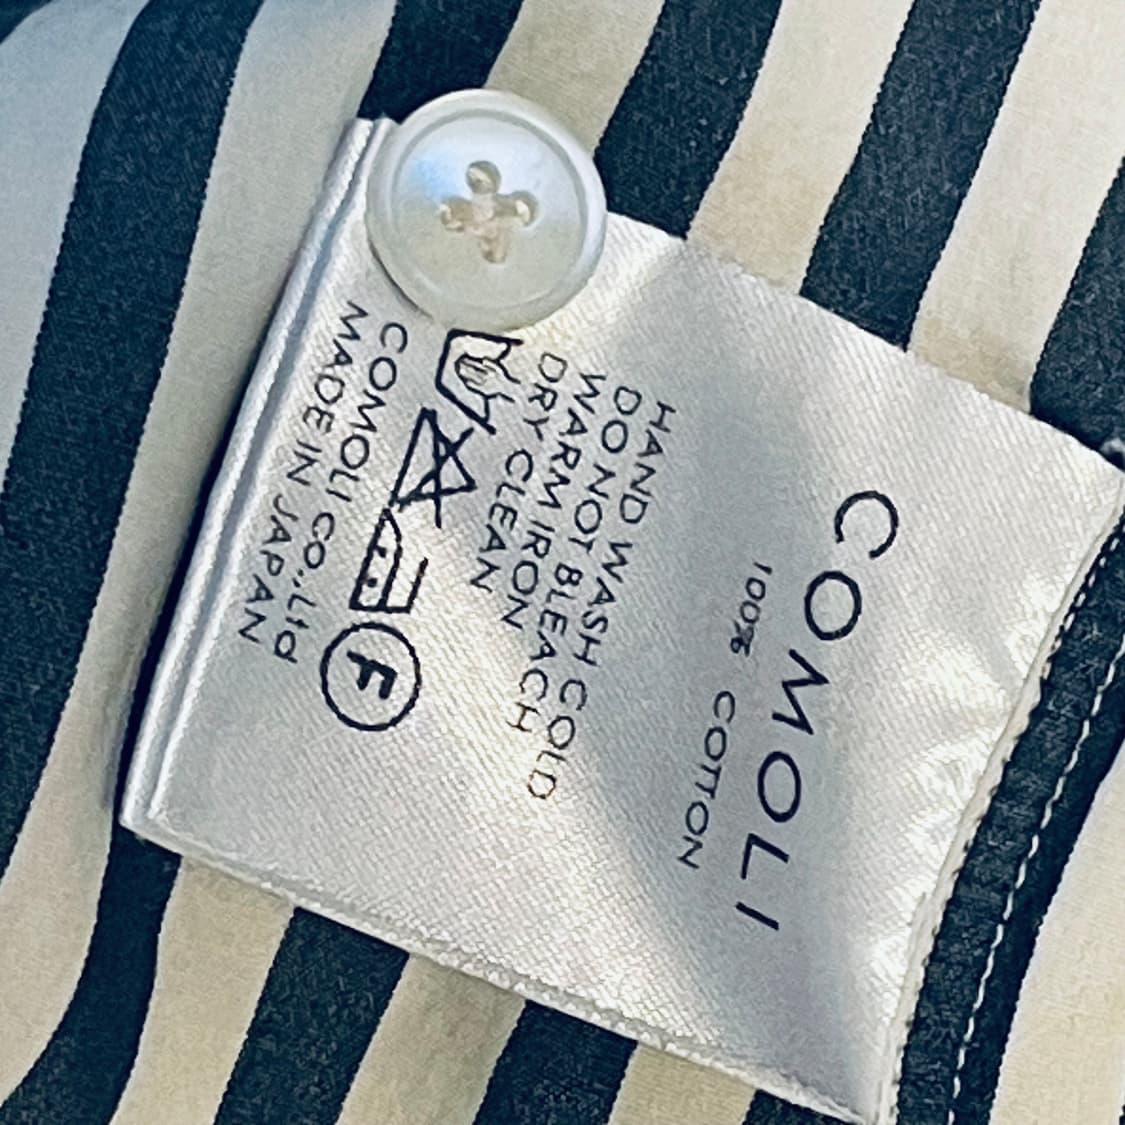 COMOLI
100% COTTON
HAND WASH COLD
DO NOT BLEACH
WARM IRON
DRY CLEAN
F
COMOLI CO.,Ltd
MADE IN JAPAN